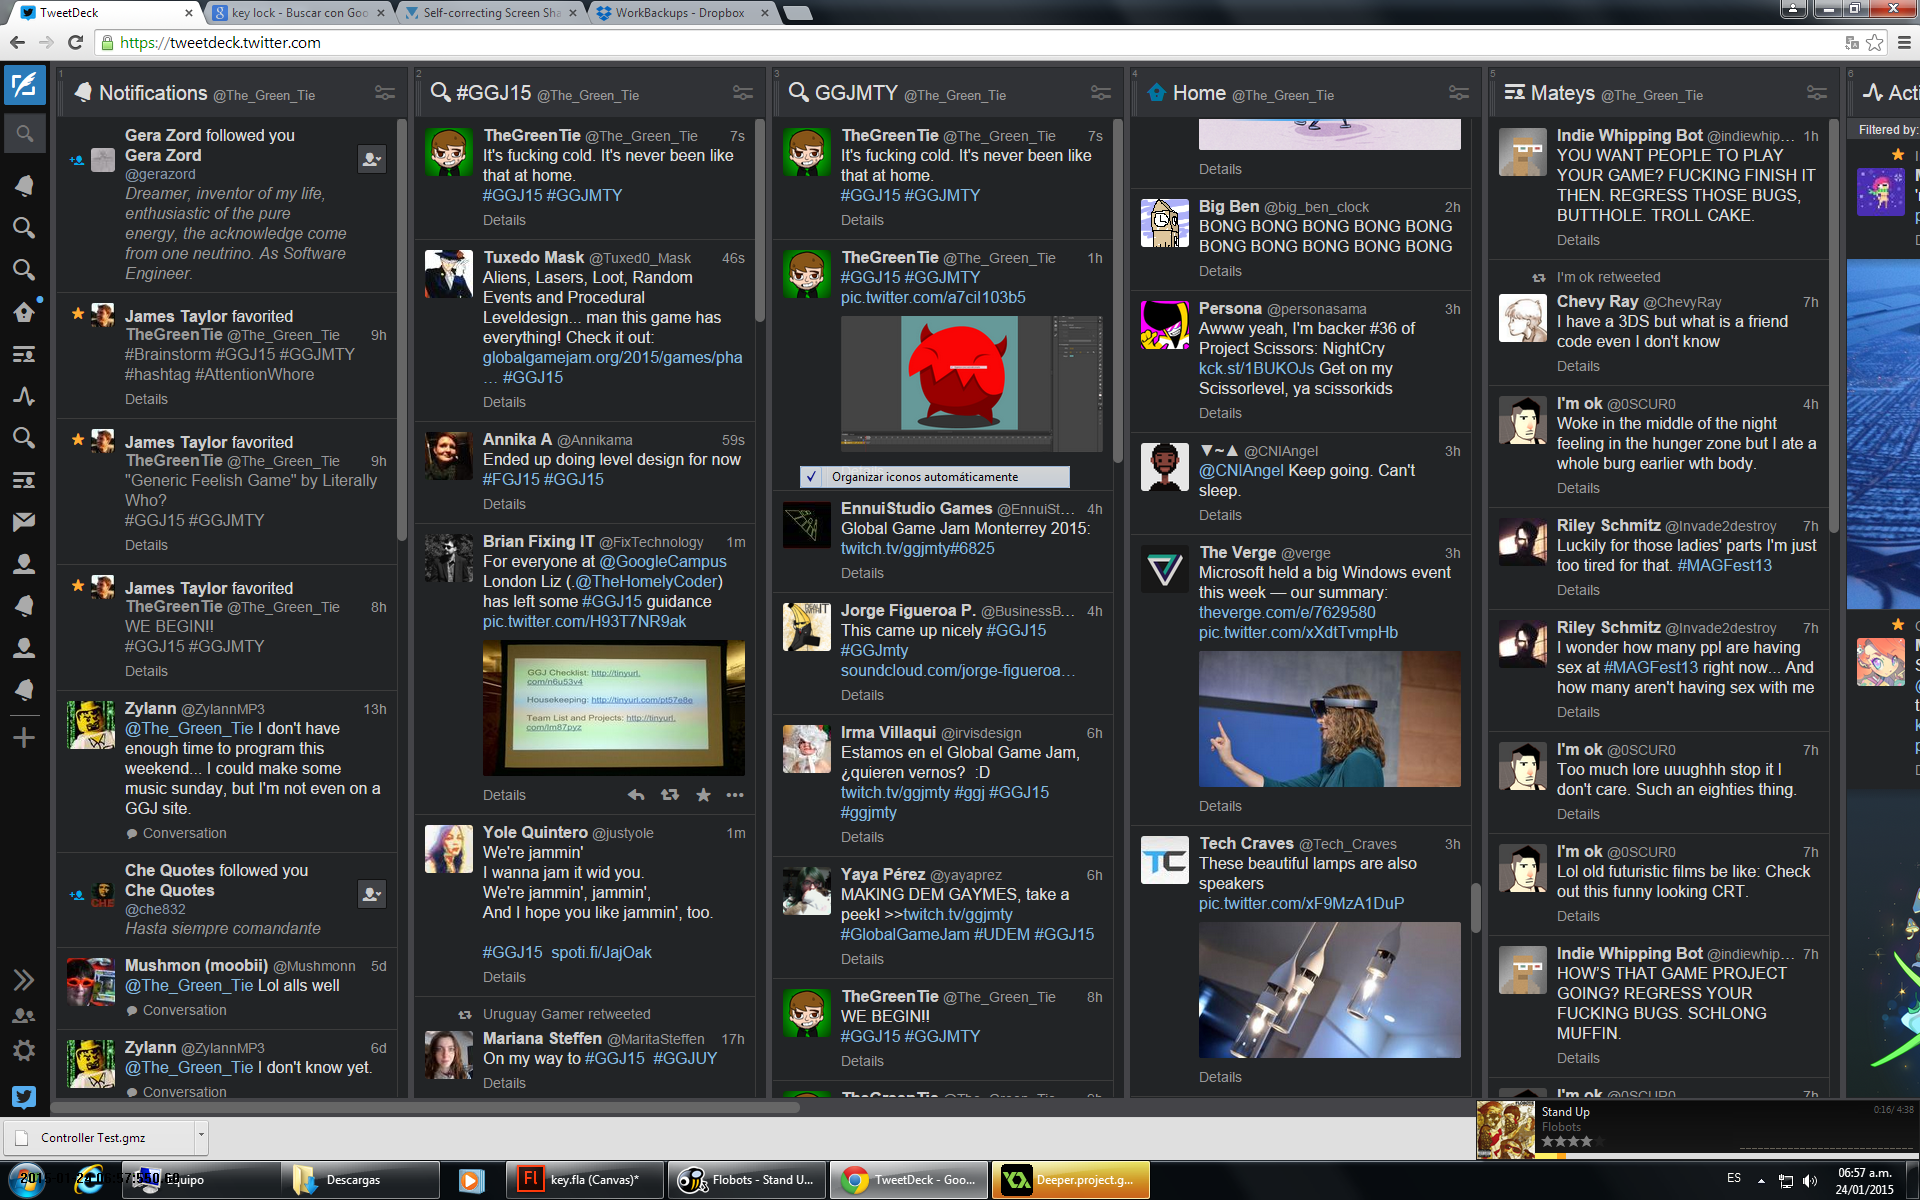 TweetDeck
key lock - Buscar con Goo
Self-correcting Screen Sha
WorkBackups - Dropbox
https://tweetdeck.twitter.com
1
Notifications @The_Green_Tie
Gera Zord followed you
Gera Zord
@gerazord
Dreamer, inventor of my life,
enthusiastic of the pure
energy, the acknowledge come
from one neutrino. As Software
Engineer.
James Taylor favorited
TheGreenTie @The_Green_Tie 9h
#Brainstorm #GGJ15 #GGJMTY
#hashtag #AttentionWhore
Details
James Taylor favorited
TheGreenTie @The_Green_Tie 9h
"Generic Feelish Game" by Literally
Who?
#GGJ15 #GGJMTY
Details
James Taylor favorited
TheGreenTie @The_Green_Tie 8h
WE BEGIN!!
#GGJ15 #GGJMTY
Details
Zylann @ZylannMP3 13h
@The_Green_Tie I don't have
enough time to program this
weekend... I could make some
music sunday, but I'm not even on a
GGJ site.
Conversation
Che Quotes followed you
Che Quotes
@che832
Hasta siempre comandante
Mushmon (moobii) @Mushmonn 5d
@The_Green_Tie Lol alls well
Conversation
Zylann @ZylannMP3 6d
@The_Green_Tie I don't know yet.
Conversation
2
#GGJ15 @The_Green_Tie
TheGreenTie @The_Green_Tie 7s
It's fucking cold. It's never been like
that at home.
#GGJ15 #GGJMTY
Details
Tuxedo Mask @Tuxed0_Mask 46s
Aliens, Lasers, Loot, Random
Events and Procedural
Leveldesign... man this game has
everything! Check it out:
globalgamejam.org/2015/games/pha
… #GGJ15
Details
Annika A @Annikama 59s
Ended up doing level design for now
#FGJ15 #GGJ15
Details
Brian Fixing IT @FixTechnology 1m
For everyone at @GoogleCampus
London Liz (.@TheHomelyCoder)
has left some #GGJ15 guidance
pic.twitter.com/H93T7NR9ak
GGJ Checklist: http://tinyurl.
com/n6u53v4
Housekeeping: http://tinyurl.com/pt57e8e
Team List and Projects: http://tinyurl.
com/lm87pyz
Details
Yole Quintero @justyole 1m
We're jammin'
I wanna jam it wid you.
We're jammin', jammin',
And I hope you like jammin', too.
#GGJ15 spoti.fi/JajOak
Details
Uruguay Gamer retweeted
Mariana Steffen @MaritaSteffen 17h
On my way to #GGJ15 #GGJUY
Details
3
GGJMTY @The_Green_Tie
TheGreenTie @The_Green_Tie 7s
It's fucking cold. It's never been like
that at home.
#GGJ15 #GGJMTY
Details
TheGreenTie @The_Green_Tie 1h
#GGJ15 #GGJMTY
pic.twitter.com/a7cil103b5
Organizar iconos automáticamente
EnnuiStudio Games @EnnuiSt... 4h
Global Game Jam Monterrey 2015:
twitch.tv/ggjmty#6825
Details
Jorge Figueroa P. @BusinessB... 4h
This came up nicely #GGJ15
#GGJmty
soundcloud.com/jorge-figueroa…
Details
Irma Villaqui @irvisdesign 6h
Estamos en el Global Game Jam,
¿quieren vernos? :D
twitch.tv/ggjmty #ggj #GGJ15
#ggjmty
Details
Yaya Pérez @yayaprez 6h
MAKING DEM GAYMES, take a
peek! >>twitch.tv/ggjmty
#GlobalGameJam #UDEM #GGJ15
Details
TheGreenTie @The_Green_Tie 8h
WE BEGIN!!
#GGJ15 #GGJMTY
Details
TheGreenTie @The_Green_Tie
4
Home @The_Green_Tie
Details
Big Ben @big_ben_clock 2h
BONG BONG BONG BONG BONG
BONG BONG BONG BONG BONG
Details
Persona @personasama 3h
Awww yeah, I'm backer #36 of
Project Scissors: NightCry
kck.st/1BUKOJs Get on my
Scissorlevel, ya scissorkids
Details
▼~▲ @CNIAngel 3h
@CNIAngel Keep going. Can't
sleep.
Details
The Verge @verge 3h
Microsoft held a big Windows event
this week — our summary:
theverge.com/e/7629580
pic.twitter.com/xXdtTvmpHb
Details
Tech Craves @Tech_Craves 3h
These beautiful lamps are also
speakers
pic.twitter.com/xF9MzA1DuP
TC
Details
5
Mateys @The_Green_Tie
Indie Whipping Bot @indiewhip... 1h
YOU WANT PEOPLE TO PLAY
YOUR GAME? FUCKING FINISH IT
THEN. REGRESS THOSE BUGS,
BUTTHOLE. TROLL CAKE.
Details
I'm ok retweeted
Chevy Ray @ChevyRay 7h
I have a 3DS but what is a friend
code even I don't know
Details
I'm ok @0SCUR0 4h
Woke in the middle of the night
feeling in the hunger zone but I ate a
whole burg earlier wth body.
Details
Riley Schmitz @Invade2destroy 7h
Luckily for those ladies' parts I'm just
too tired for that. #MAGFest13
Details
Riley Schmitz @Invade2destroy 7h
I wonder how many ppl are having
sex at #MAGFest13 right now... And
how many aren't having sex with me
Details
I'm ok @0SCUR0 7h
Too much lore uuughhh stop it I
don't care. Such an eighties thing.
Details
I'm ok @0SCUR0 7h
Lol old futuristic films be like: Check
out this funny looking CRT.
Details
Indie Whipping Bot @indiewhip... 7h
HOW'S THAT GAME PROJECT
GOING? REGRESS YOUR
FUCKING BUGS. SCHLONG
MUFFIN.
Details
I'm ok @0SCUR0 7h
6
Acti
Filtered by:
Stand Up
Flobots
0:16/ 4:38
Controller Test.gmz
Equipo
Descargas
Fl
key.fla (Canvas)*
Flobots - Stand U...
TweetDeck - Goo...
Deeper.project.g...
ES
06:57 a.m.
24/01/2015